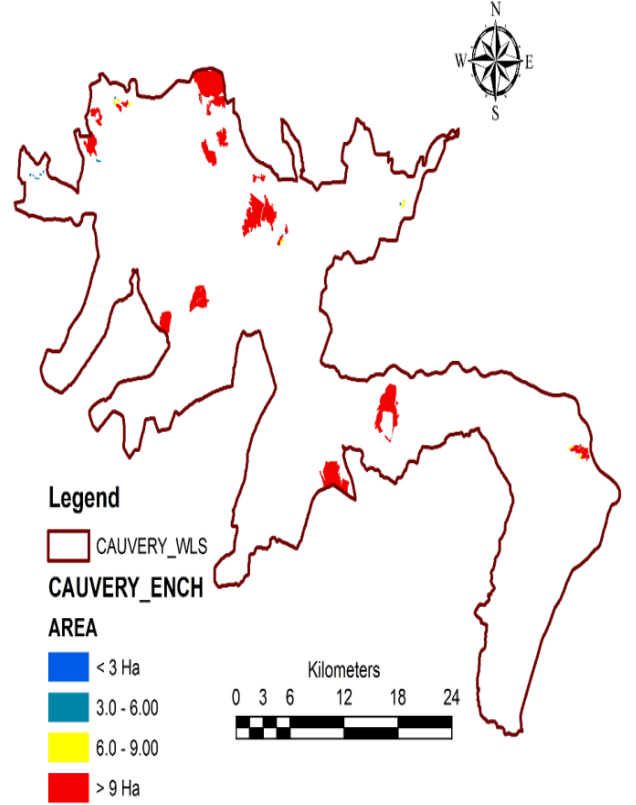 N
W E
S
Legend
CAUVERY_WLS
CAUVERY_ENCH
AREA
< 3 Ha
3.0 - 6.00
6.0 - 9.00
> 9 Ha
Kilometers
0 3 6 12 18 24